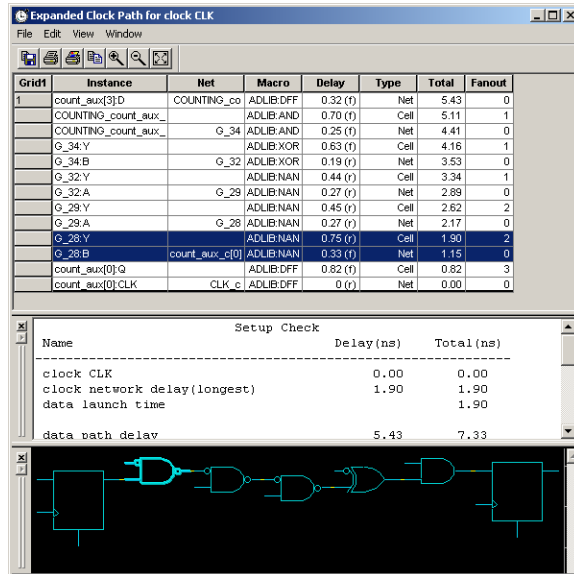 Expanded Clock Path for clock CLK
File Edit View Window
Grid1 Instance Net Macro Delay Type Total Fanout
1 count_aux[3]:D COUNTING_co ADLIB:DFF 0.32 (f) Net 5.43 0
COUNTING_count_aux_ ADLIB:AND 0.70 (f) Cell 5.11 1
COUNTING_count_aux_ G_34 ADLIB:AND 0.25 (f) Net 4.41 0
G_34:Y ADLIB:XOR 0.63 (f) Cell 4.16 1
G_34:B G_32 ADLIB:XOR 0.19 (r) Net 3.53 0
G_32:Y ADLIB:NAN 0.44 (r) Cell 3.34 1
G_32:A G_29 ADLIB:NAN 0.27 (r) Net 2.89 0
G_29:Y ADLIB:NAN 0.45 (r) Cell 2.62 2
G_29:A G_28 ADLIB:NAN 0.27 (r) Net 2.17 0
G_28:Y ADLIB:NAN 0.75 (r) Cell 1.90 2
G_28:B count_aux_c[0] ADLIB:NAN 0.33 (f) Net 1.15 0
count_aux[0]:Q ADLIB:DFF 0.82 (f) Cell 0.82 3
count_aux[0]:CLK CLK_c ADLIB:DFF 0 (r) Net 0.00 0
Setup Check
Name Delay(ns) Total(ns)
clock CLK 0.00 0.00
clock network delay(longest) 1.90 1.90
data launch time 1.90
data path delay 5.43 7.33